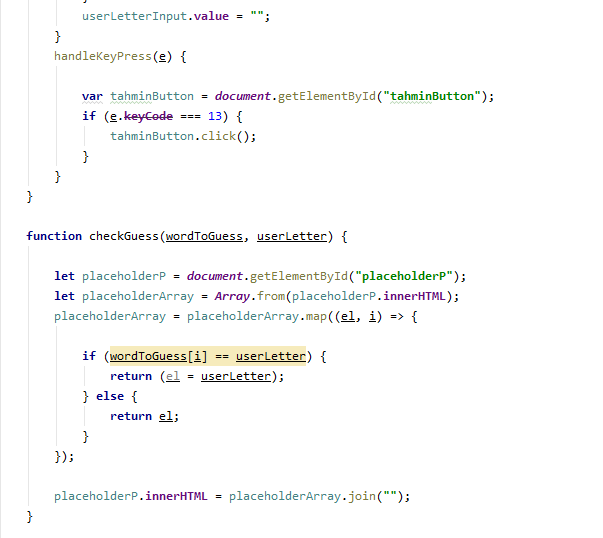 }
userLetterInput.value = "";
}
handleKeyPress(e) {
var tahminButton = document.getElementById("tahminButton");
if (e.keyCode === 13) {
tahminButton.click();
}
}
}
function checkGuess(wordToGuess, userLetter) {
let placeholderP = document.getElementById("placeholderP");
let placeholderArray = Array.from(placeholderP.innerHTML);
placeholderArray = placeholderArray.map((el, i) => {
if (wordToGuess[i] == userLetter) {
return (el = userLetter);
} else {
return el;
}
});
placeholderP.innerHTML = placeholderArray.join("");
}